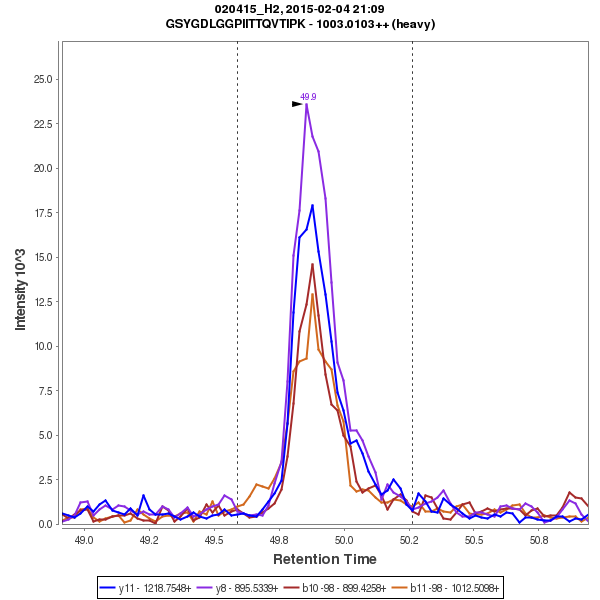 020415_H2, 2015-02-04 21:09
GSYGDLGGPIITTQVTIPK - 1003.0103++ (heavy)
49.9
25.0
22.5
20.0
17.5
15.0
12.5
10.0
7.5
5.0
2.5
0.0
Intensity 10^3
49.0 49.2 49.5 49.8 50.0 50.2 50.5 50.8
Retention Time
y11 - 1218.7548+ y8 - 895.5339+ b10 -98 - 899.4258+ b11 -98 - 1012.5098+